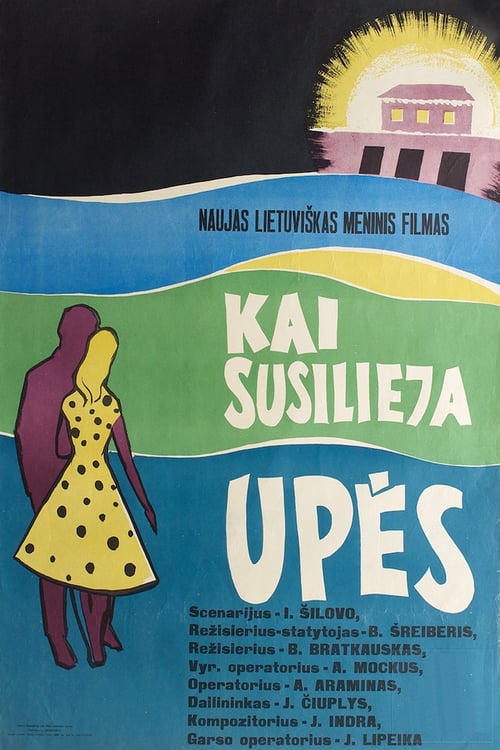 NAUJAS LIETUVIŠKAS MENINIS FILMAS
KAI
SUSILIEJA
UPĖS
Scenarijus - I. ŠILOVO,
Režisierius-statytojas - B. ŠREIBERIS,
Režisierius - B. BRATKAUSKAS,
Vyr. operatorius - A. MOCKUS,
Operatorius - A. ARAMINAS,
Dailininkas - J. ČIUPLYS,
Kompozitorius - J. INDRA,
Garso operatorius - J. LIPEIKA